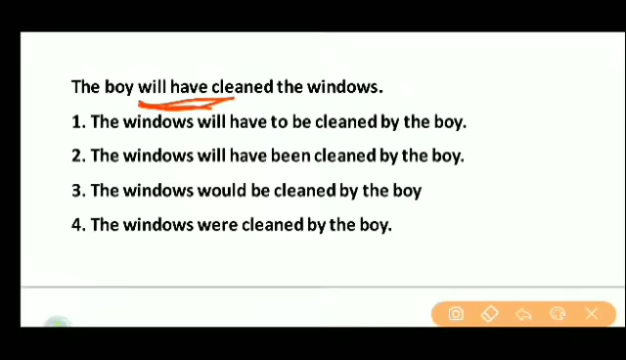 The boy will have cleaned the windows.
1. The windows will have to be cleaned by the boy.
2. The windows will have been cleaned by the boy.
3. The windows would be cleaned by the boy
4. The windows were cleaned by the boy.